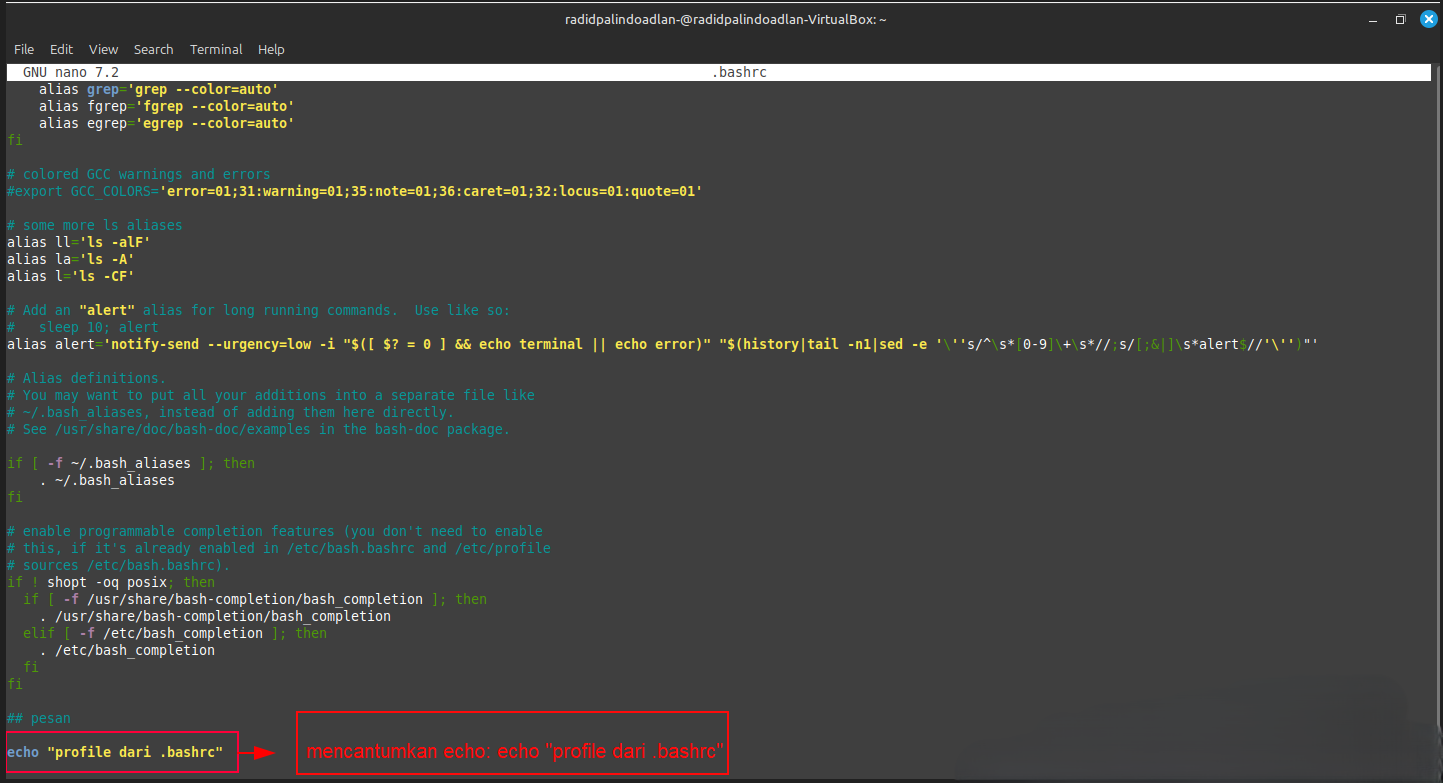 radidpalindoadlan-@radidpalindoadlan-VirtualBox: ~
File Edit View Search Terminal Help
GNU nano 7.2 .bashrc
    alias grep='grep --color=auto'
    alias fgrep='fgrep --color=auto'
    alias egrep='egrep --color=auto'
fi
# colored GCC warnings and errors
#export GCC_COLORS='error=01;31:warning=01;35:note=01;36:caret=01;32:locus=01:quote=01'
# some more ls aliases
alias ll='ls -alF'
alias la='ls -A'
alias l='ls -CF'
# Add an "alert" alias for long running commands.  Use like so:
#   sleep 10; alert
alias alert='notify-send --urgency=low -i "$([ $? = 0 ] && echo terminal || echo error)" "$(history|tail -n1|sed -e '\''s/^\s*[0-9]\+\s*//;s/[;&|]\s*alert$//'\'')"'
# Alias definitions.
# You may want to put all your additions into a separate file like
# ~/.bash_aliases, instead of adding them here directly.
# See /usr/share/doc/bash-doc/examples in the bash-doc package.
if [ -f ~/.bash_aliases ]; then
    . ~/.bash_aliases
fi
# enable programmable completion features (you don't need to enable
# this, if it's already enabled in /etc/bash.bashrc and /etc/profile
# sources /etc/bash.bashrc).
if ! shopt -oq posix; then
  if [ -f /usr/share/bash-completion/bash_completion ]; then
    . /usr/share/bash-completion/bash_completion
  elif [ -f /etc/bash_completion ]; then
    . /etc/bash_completion
  fi
fi
## pesan
echo "profile dari .bashrc"
mencantumkan echo: echo "profile dari .bashrc"